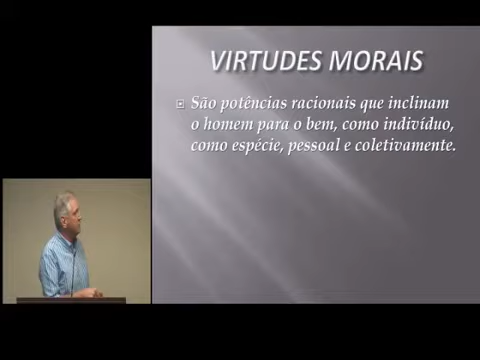 VIRTUDES MORAIS
São potências racionais que inclinam
o homem para o bem, como indivíduo,
como espécie, pessoal e coletivamente.